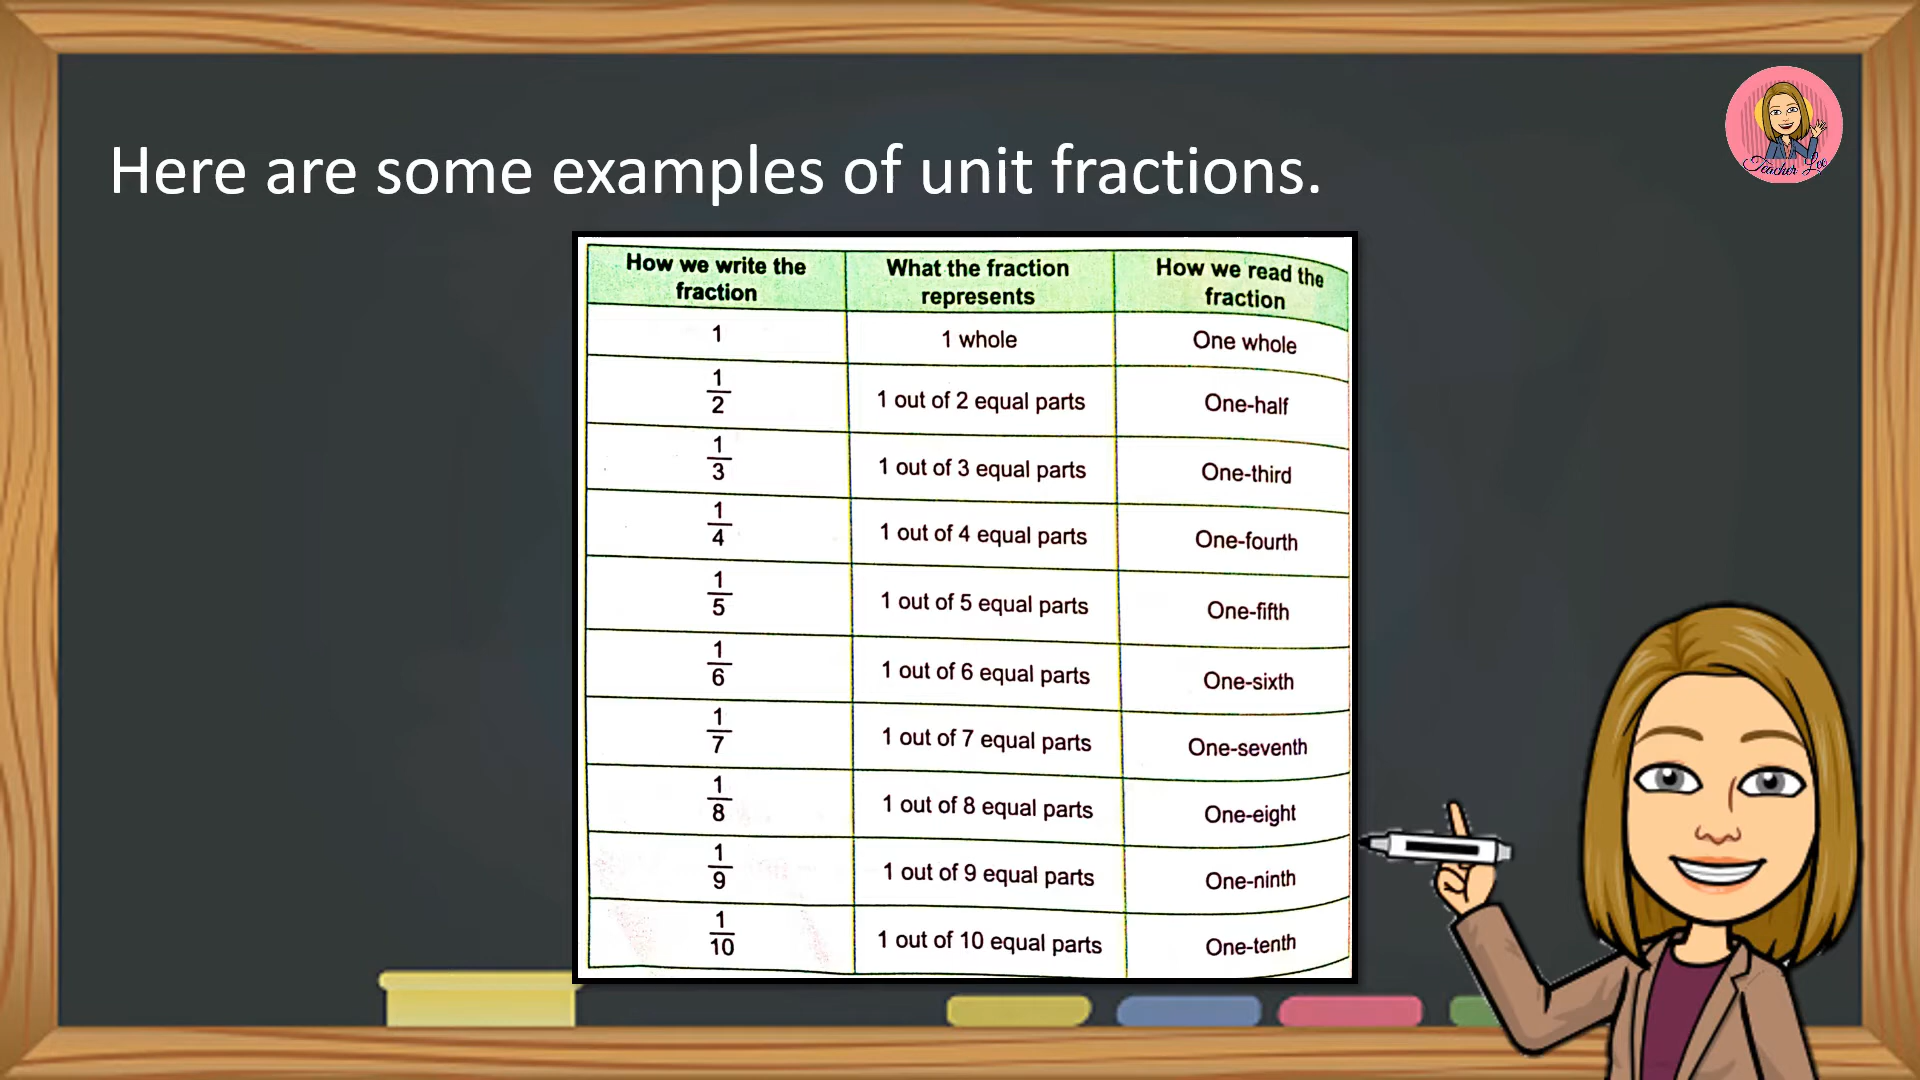 Here are some examples of unit fractions.
Teacher Lee
How we write the fraction | What the fraction represents | How we read the fraction
1 | 1 whole | One whole
1/2 | 1 out of 2 equal parts | One-half
1/3 | 1 out of 3 equal parts | One-third
1/4 | 1 out of 4 equal parts | One-fourth
1/5 | 1 out of 5 equal parts | One-fifth
1/6 | 1 out of 6 equal parts | One-sixth
1/7 | 1 out of 7 equal parts | One-seventh
1/8 | 1 out of 8 equal parts | One-eight
1/9 | 1 out of 9 equal parts | One-ninth
1/10 | 1 out of 10 equal parts | One-tenth